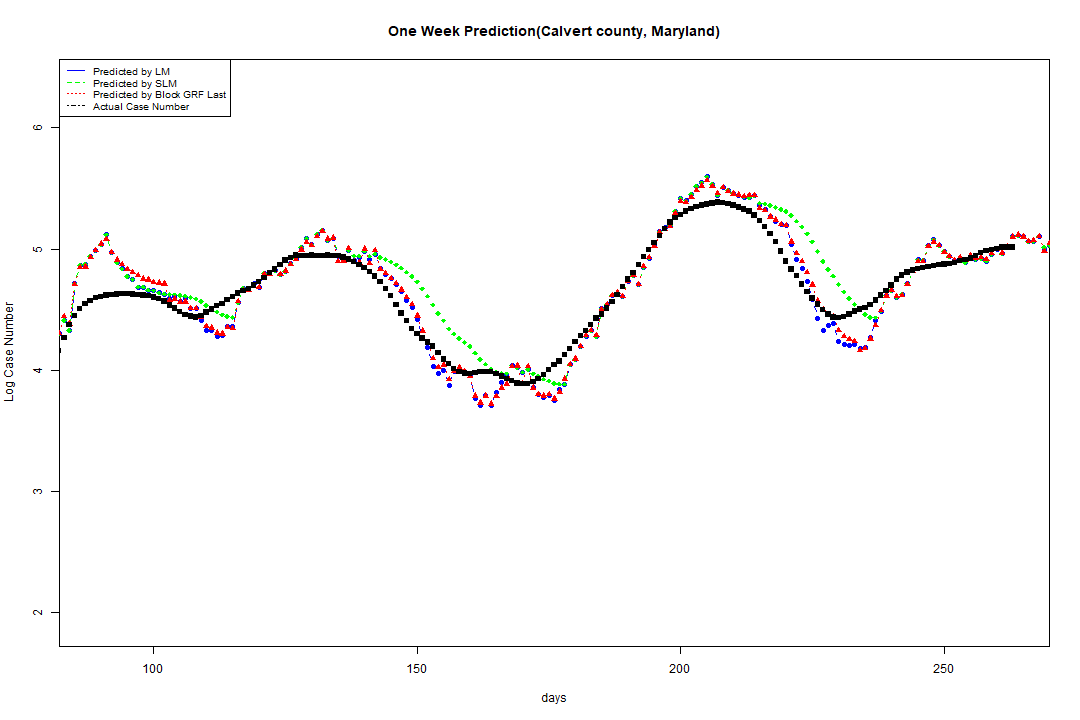 One Week Prediction(Calvert county, Maryland)
Predicted by LM
Predicted by SLM
Predicted by Block GRF Last
Actual Case Number
6
5
4
3
2
Log Case Number
100
150
200
250
days